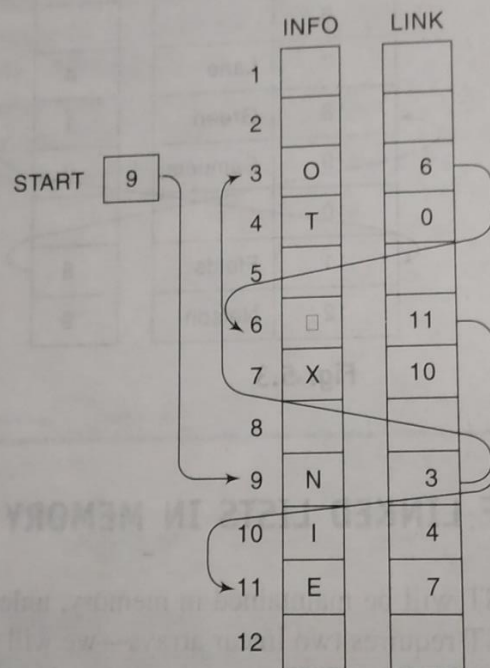 INFO LINK
1
2
START 9 3 O 6
4 T 0
5
6 □ 11
7 X 10
8
9 N 3
10 I 4
11 E 7
12